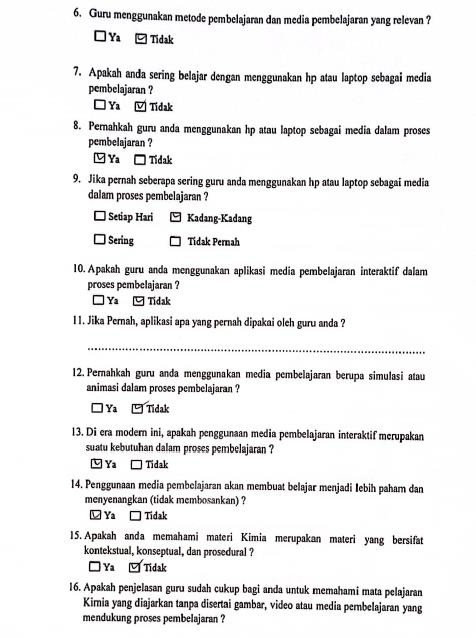 6. Guru menggunakan metode pembelajaran dan media pembelajaran yang relevan ?
☐ Ya ☑ Tidak
7. Apakah anda sering belajar dengan menggunakan hp atau laptop sebagai media
pembelajaran ?
☐ Ya ☑ Tidak
8. Pernahkah guru anda menggunakan hp atau laptop sebagai media dalam proses
pembelajaran ?
☑ Ya ☐ Tidak
9. Jika pernah seberapa sering guru anda menggunakan hp atau laptop sebagai media
dalam proses pembelajaran ?
☐ Setiap Hari ☑ Kadang-Kadang
☐ Sering ☐ Tidak Pernah
10. Apakah guru anda menggunakan aplikasi media pembelajaran interaktif dalam
proses pembelajaran ?
☐ Ya ☑ Tidak
11. Jika Pernah, aplikasi apa yang pernah dipakai oleh guru anda ?
12. Pernahkah guru anda menggunakan media pembelajaran berupa simulasi atau
animasi dalam proses pembelajaran ?
☐ Ya ☑ Tidak
13. Di era modern ini, apakah penggunaan media pembelajaran interaktif merupakan
suatu kebutuhan dalam proses pembelajaran ?
☑ Ya ☐ Tidak
14. Penggunaan media pembelajaran akan membuat belajar menjadi lebih paham dan
menyenangkan (tidak membosankan) ?
☑ Ya ☐ Tidak
15. Apakah anda memahami materi Kimia merupakan materi yang bersifat
kontekstual, konseptual, dan prosedural ?
☐ Ya ☑ Tidak
16. Apakah penjelasan guru sudah cukup bagi anda untuk memahami mata pelajaran
Kimia yang diajarkan tanpa disertai gambar, video atau media pembelajaran yang
mendukung proses pembelajaran ?